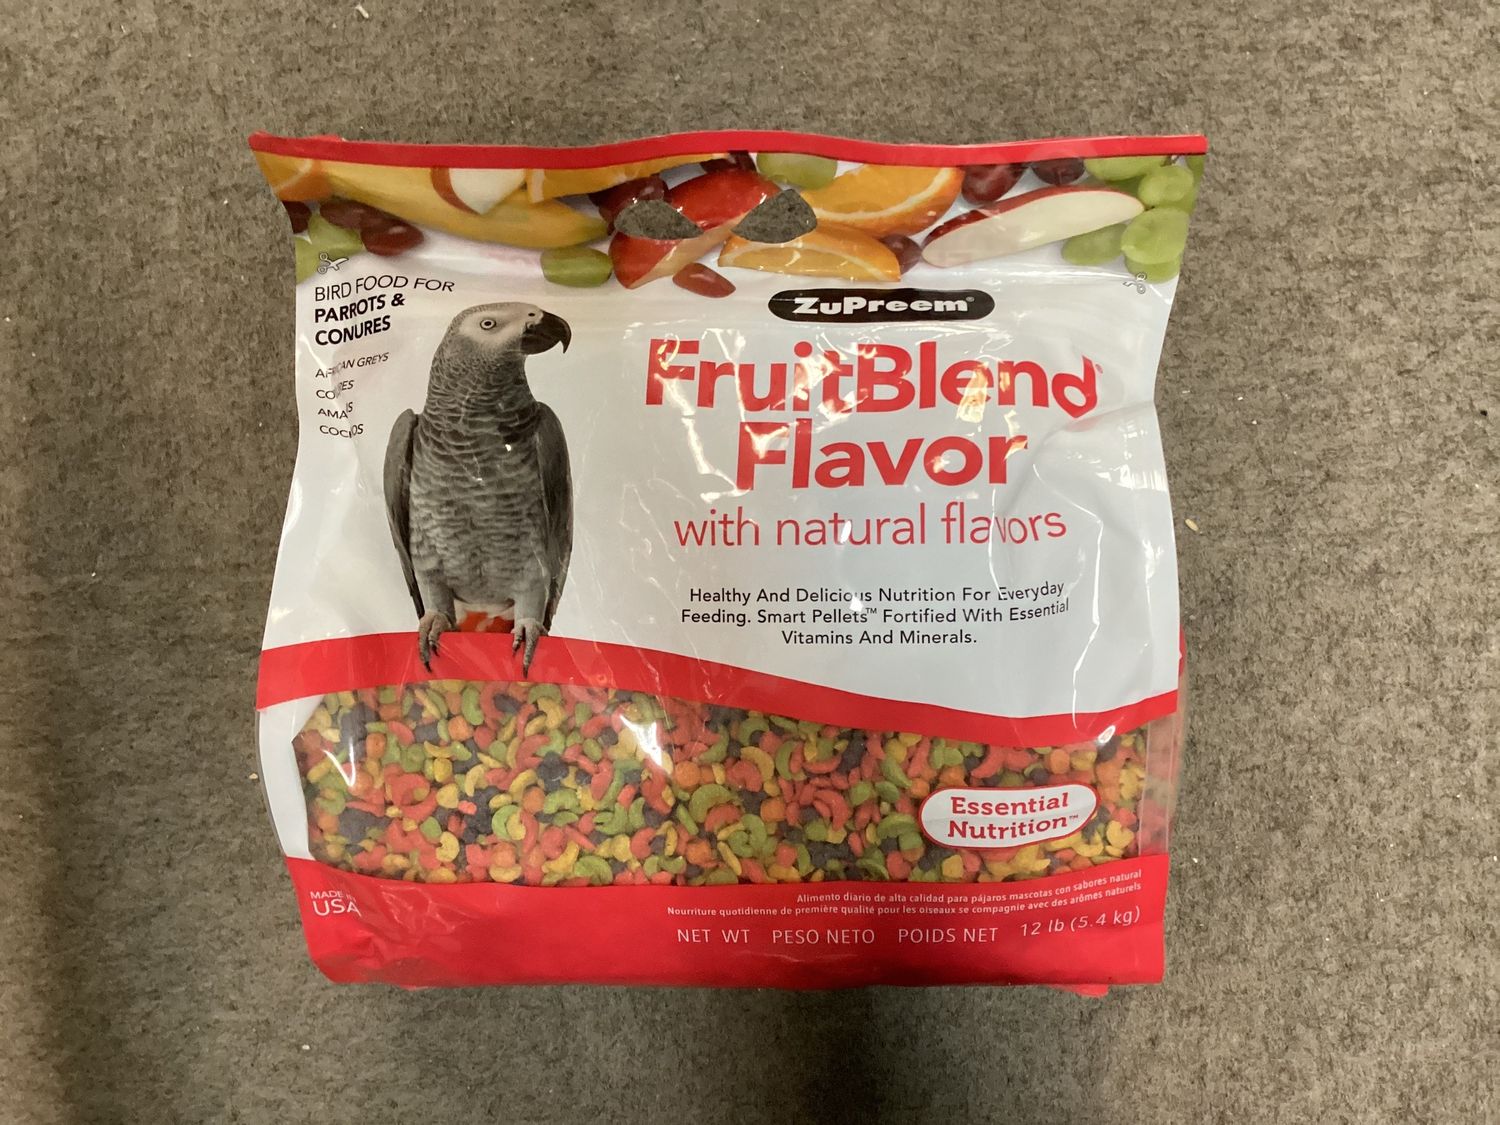 BIRD FOOD FOR
PARROTS &
CONURES
GREYS
ZuPreem®
FruitBlend®
Flavor
with natural flavors
Healthy And Delicious Nutrition For Everyday
Feeding. Smart Pellets™ Fortified With Essential
Vitamins And Minerals.
Essential
Nutrition™
MADE IN
USA
Alimento diario de alta calidad para pájaros mascotas con sabores natural
Nourriture quotidienne de première qualité pour les oiseaux se compagnie avec des arômes naturels
NET WT PESO NETO POIDS NET 12 lb (5.4 kg)